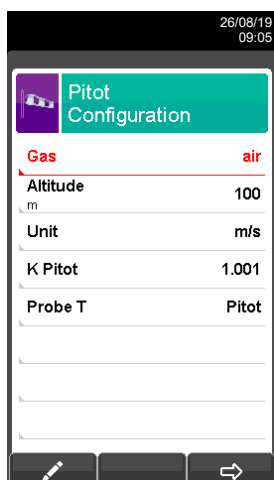 26/08/19
09:05
Pitot
Configuration
Gas air
Altitude
m 100
Unit m/s
K Pitot 1.001
Probe T Pitot